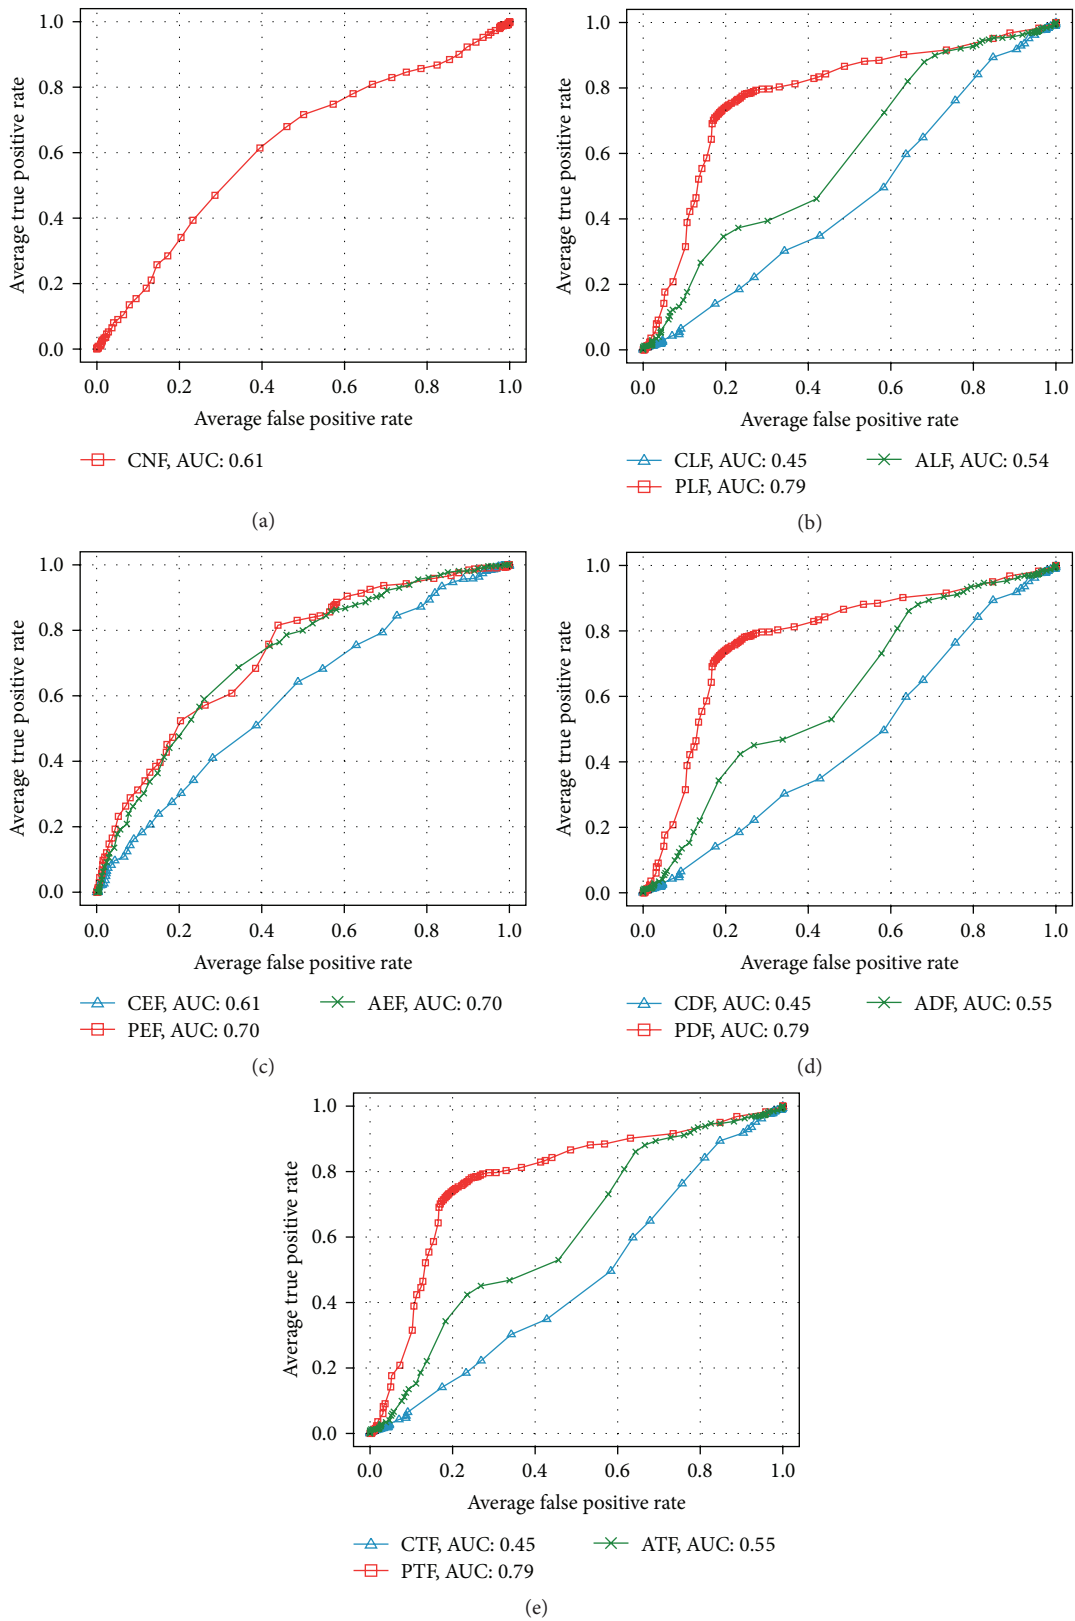 1.0
0.8
0.6
0.4
0.2
0.0
Average true positive rate
0.0 0.2 0.4 0.6 0.8 1.0
Average false positive rate
CNF, AUC: 0.61
(a)
1.0
0.8
0.6
0.4
0.2
0.0
Average true positive rate
0.0 0.2 0.4 0.6 0.8 1.0
Average false positive rate
CLF, AUC: 0.45 ALF, AUC: 0.54
PLF, AUC: 0.79
(b)
1.0
0.8
0.6
0.4
0.2
0.0
Average true positive rate
0.0 0.2 0.4 0.6 0.8 1.0
Average false positive rate
CEF, AUC: 0.61 AEF, AUC: 0.70
PEF, AUC: 0.70
(c)
1.0
0.8
0.6
0.4
0.2
0.0
Average true positive rate
0.0 0.2 0.4 0.6 0.8 1.0
Average false positive rate
CDF, AUC: 0.45 ADF, AUC: 0.55
PDF, AUC: 0.79
(d)
1.0
0.8
0.6
0.4
0.2
0.0
Average true positive rate
0.0 0.2 0.4 0.6 0.8 1.0
Average false positive rate
CTF, AUC: 0.45 ATF, AUC: 0.55
PTF, AUC: 0.79
(e)